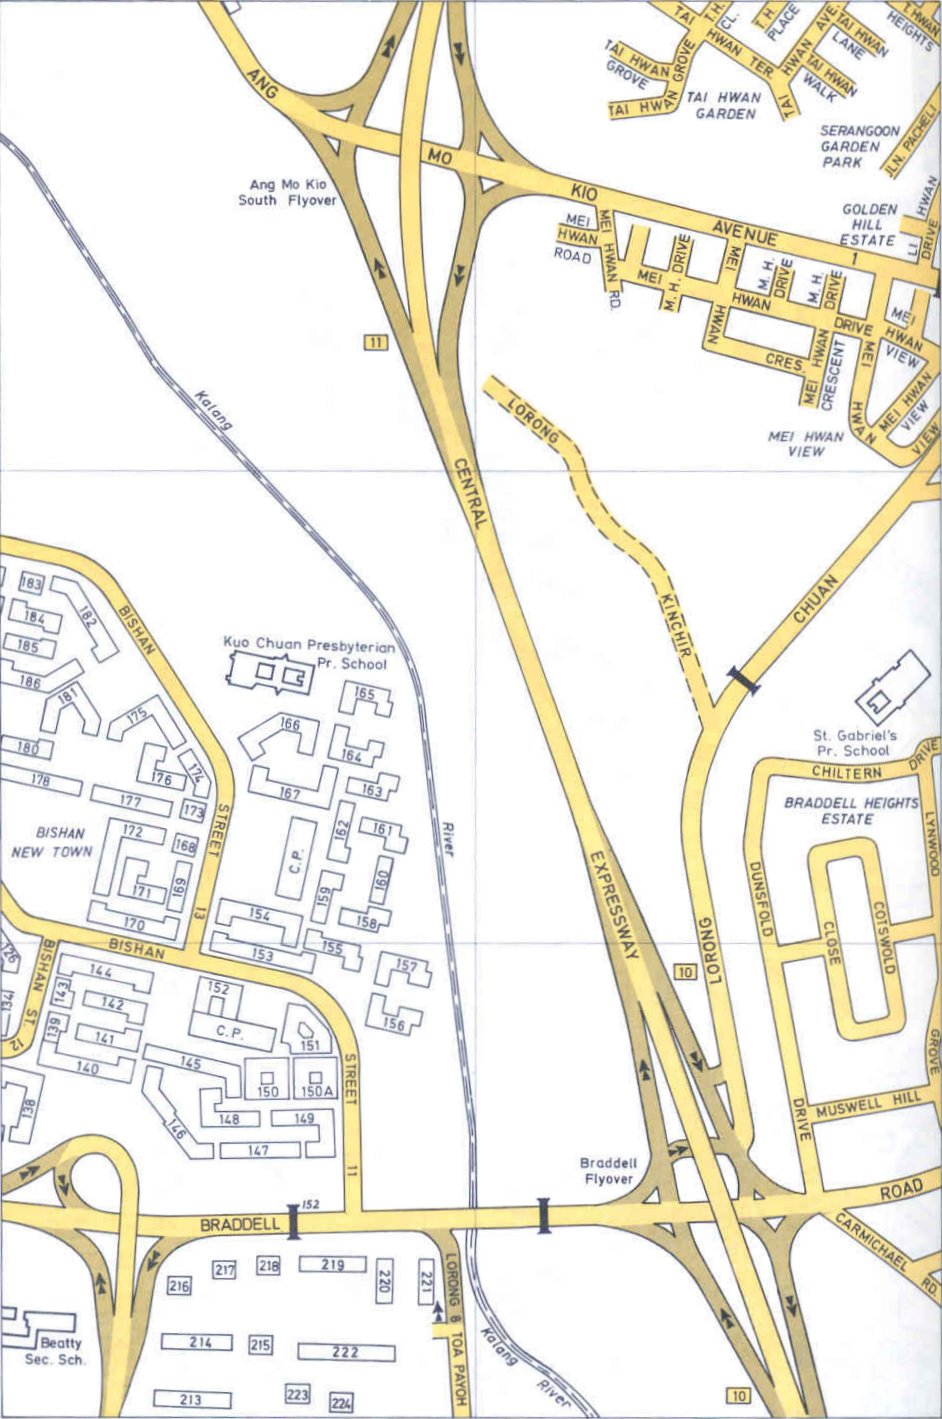 TAI
HWAN
TER.
T.H.
CL.
T. H.
PLACE
TAI
HWAN
AVE.
TAI HWAN
LANE
T. HWAN
HEIGHTS
TAI HWAN
GROVE
TAI HWAN GROVE
TAI HWAN
WALK
TAI HWAN
GARDEN
SERANGOON
GARDEN
PARK
JLN. PACHELI
ANG
MO
KIO
AVENUE
1
Ang Mo Kio
South Flyover
GOLDEN
HILL
ESTATE
LI
HWAN
DRIVE
MEI
HWAN
ROAD
MEI HWAN RD.
MEI
HWAN
DRIVE
M. H. DRIVE
MEI
HWAN
CRES.
M. H.
DRIVE
M. H.
DRIVE
MEI HWAN
CRESCENT
MEI
HWAN
VIEW
MEI
HWAN
VIEW
MEI HWAN
VIEW
MEI HWAN
VIEW
11
Kalang
LORONG
KINCHIR
CENTRAL
EXPRESSWAY
CHUAN
LORONG
BISHAN
STREET
13
183
184
182
185
186
181
175
180
176
174
178
177
173
172
168
171
169
170
Kuo Chuan Presbyterian
Pr. School
165
166
164
167
163
162
161
C.P.
160
159
158
154
153
155
157
156
BISHAN
NEW TOWN
River
St. Gabriel's
Pr. School
CHILTERN
DRIVE
BRADDELL HEIGHTS
ESTATE
LYNWOOD
GROVE
DUNSFOLD
DRIVE
CLOSE
COTSWOLD
MUSWELL HILL
10
BISHAN
STREET
11
BISHAN
ST.
12
126
134
144
143
142
139
141
140
138
152
C.P.
151
145
150
150A
148
149
146
147
Braddell
Flyover
BRADDELL
152
ROAD
CARMICHAEL
RD.
216
217
218
219
220
221
214
215
222
213
223
224
LORONG 8 TOA PAYOH
Beatty
Sec. Sch.
Kalang
River
10